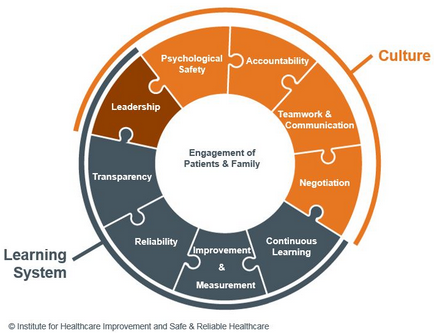 Psychological
Safety
Accountability
Culture
Leadership
Teamwork &
Communication
Engagement of
Patients & Family
Transparency
Negotiation
Reliability
Improvement
&
Measurement
Continuous
Learning
Learning
System
© Institute for Healthcare Improvement and Safe & Reliable Healthcare